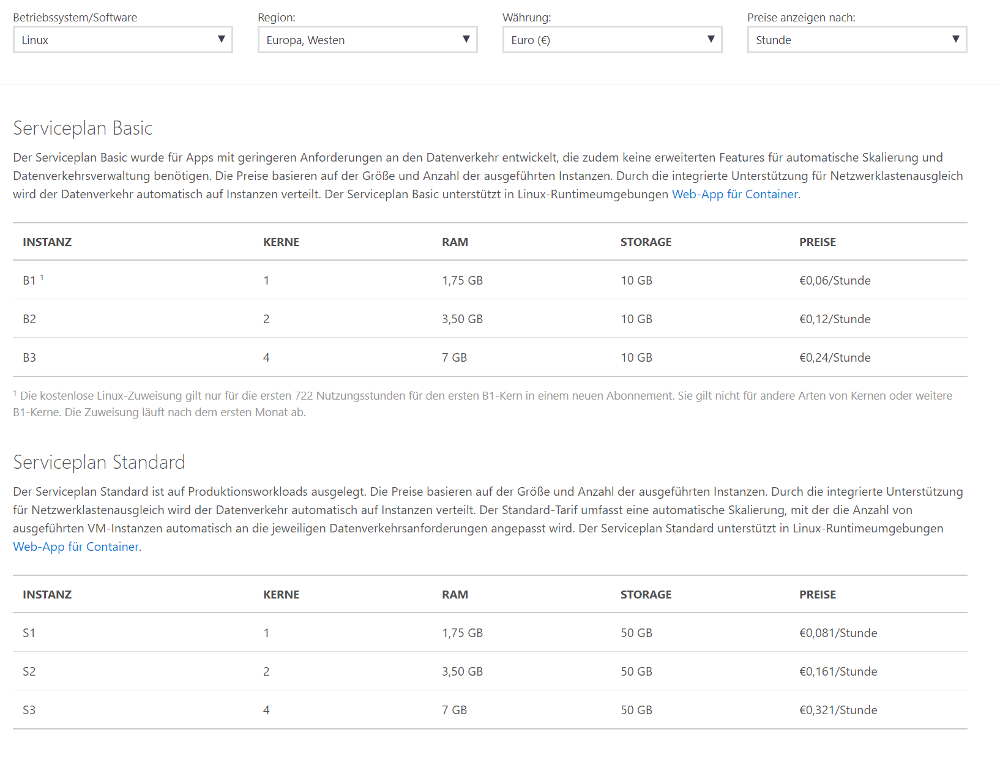 Betriebssystem/Software Region: Währung: Preise anzeigen nach:
Linux Europa, Westen Euro (€) Stunde
Serviceplan Basic
Der Serviceplan Basic wurde für Apps mit geringeren Anforderungen an den Datenverkehr entwickelt, die zudem keine erweiterten Features für automatische Skalierung und
Datenverkehrsverwaltung benötigen. Die Preise basieren auf der Größe und Anzahl der ausgeführten Instanzen. Durch die integrierte Unterstützung für Netzwerklastenausgleich
wird der Datenverkehr automatisch auf Instanzen verteilt. Der Serviceplan Basic unterstützt in Linux-Runtimeumgebungen Web-App für Container.
INSTANZ KERNE RAM STORAGE PREISE
B1 ¹ 1 1,75 GB 10 GB €0,06/Stunde
B2 2 3,50 GB 10 GB €0,12/Stunde
B3 4 7 GB 10 GB €0,24/Stunde
¹ Die kostenlose Linux-Zuweisung gilt nur für die ersten 722 Nutzungsstunden für den ersten B1-Kern in einem neuen Abonnement. Sie gilt nicht für andere Arten von Kernen oder weitere
B1-Kerne. Die Zuweisung läuft nach dem ersten Monat ab.
Serviceplan Standard
Der Serviceplan Standard ist auf Produktionsworkloads ausgelegt. Die Preise basieren auf der Größe und Anzahl der ausgeführten Instanzen. Durch die integrierte Unterstützung
für Netzwerklastenausgleich wird der Datenverkehr automatisch auf Instanzen verteilt. Der Standard-Tarif umfasst eine automatische Skalierung, mit der die Anzahl von
ausgeführten VM-Instanzen automatisch an die jeweiligen Datenverkehrsanforderungen angepasst wird. Der Serviceplan Standard unterstützt in Linux-Runtimeumgebungen
Web-App für Container.
INSTANZ KERNE RAM STORAGE PREISE
S1 1 1,75 GB 50 GB €0,081/Stunde
S2 2 3,50 GB 50 GB €0,161/Stunde
S3 4 7 GB 50 GB €0,321/Stunde